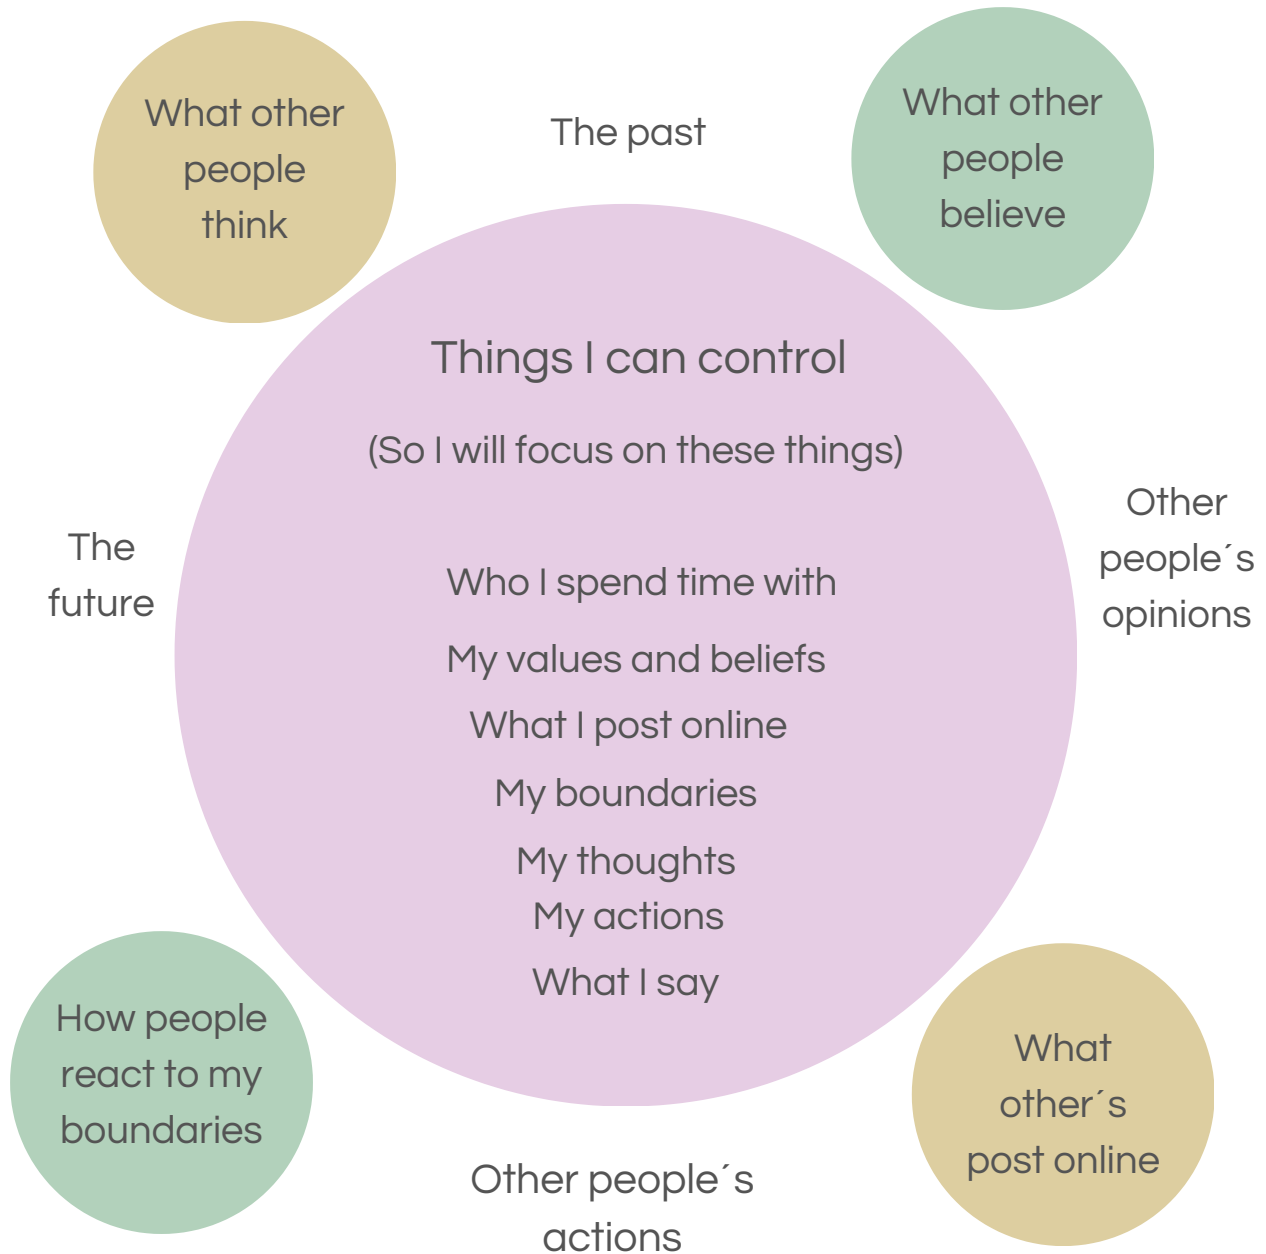 What other
people
think
The past
What other
people
believe
Things I can control
(So I will focus on these things)
The
future
Other
people´s
opinions
Who I spend time with
My values and beliefs
What I post online
My boundaries
My thoughts
My actions
What I say
How people
react to my
boundaries
What
other´s
post online
Other people´s
actions